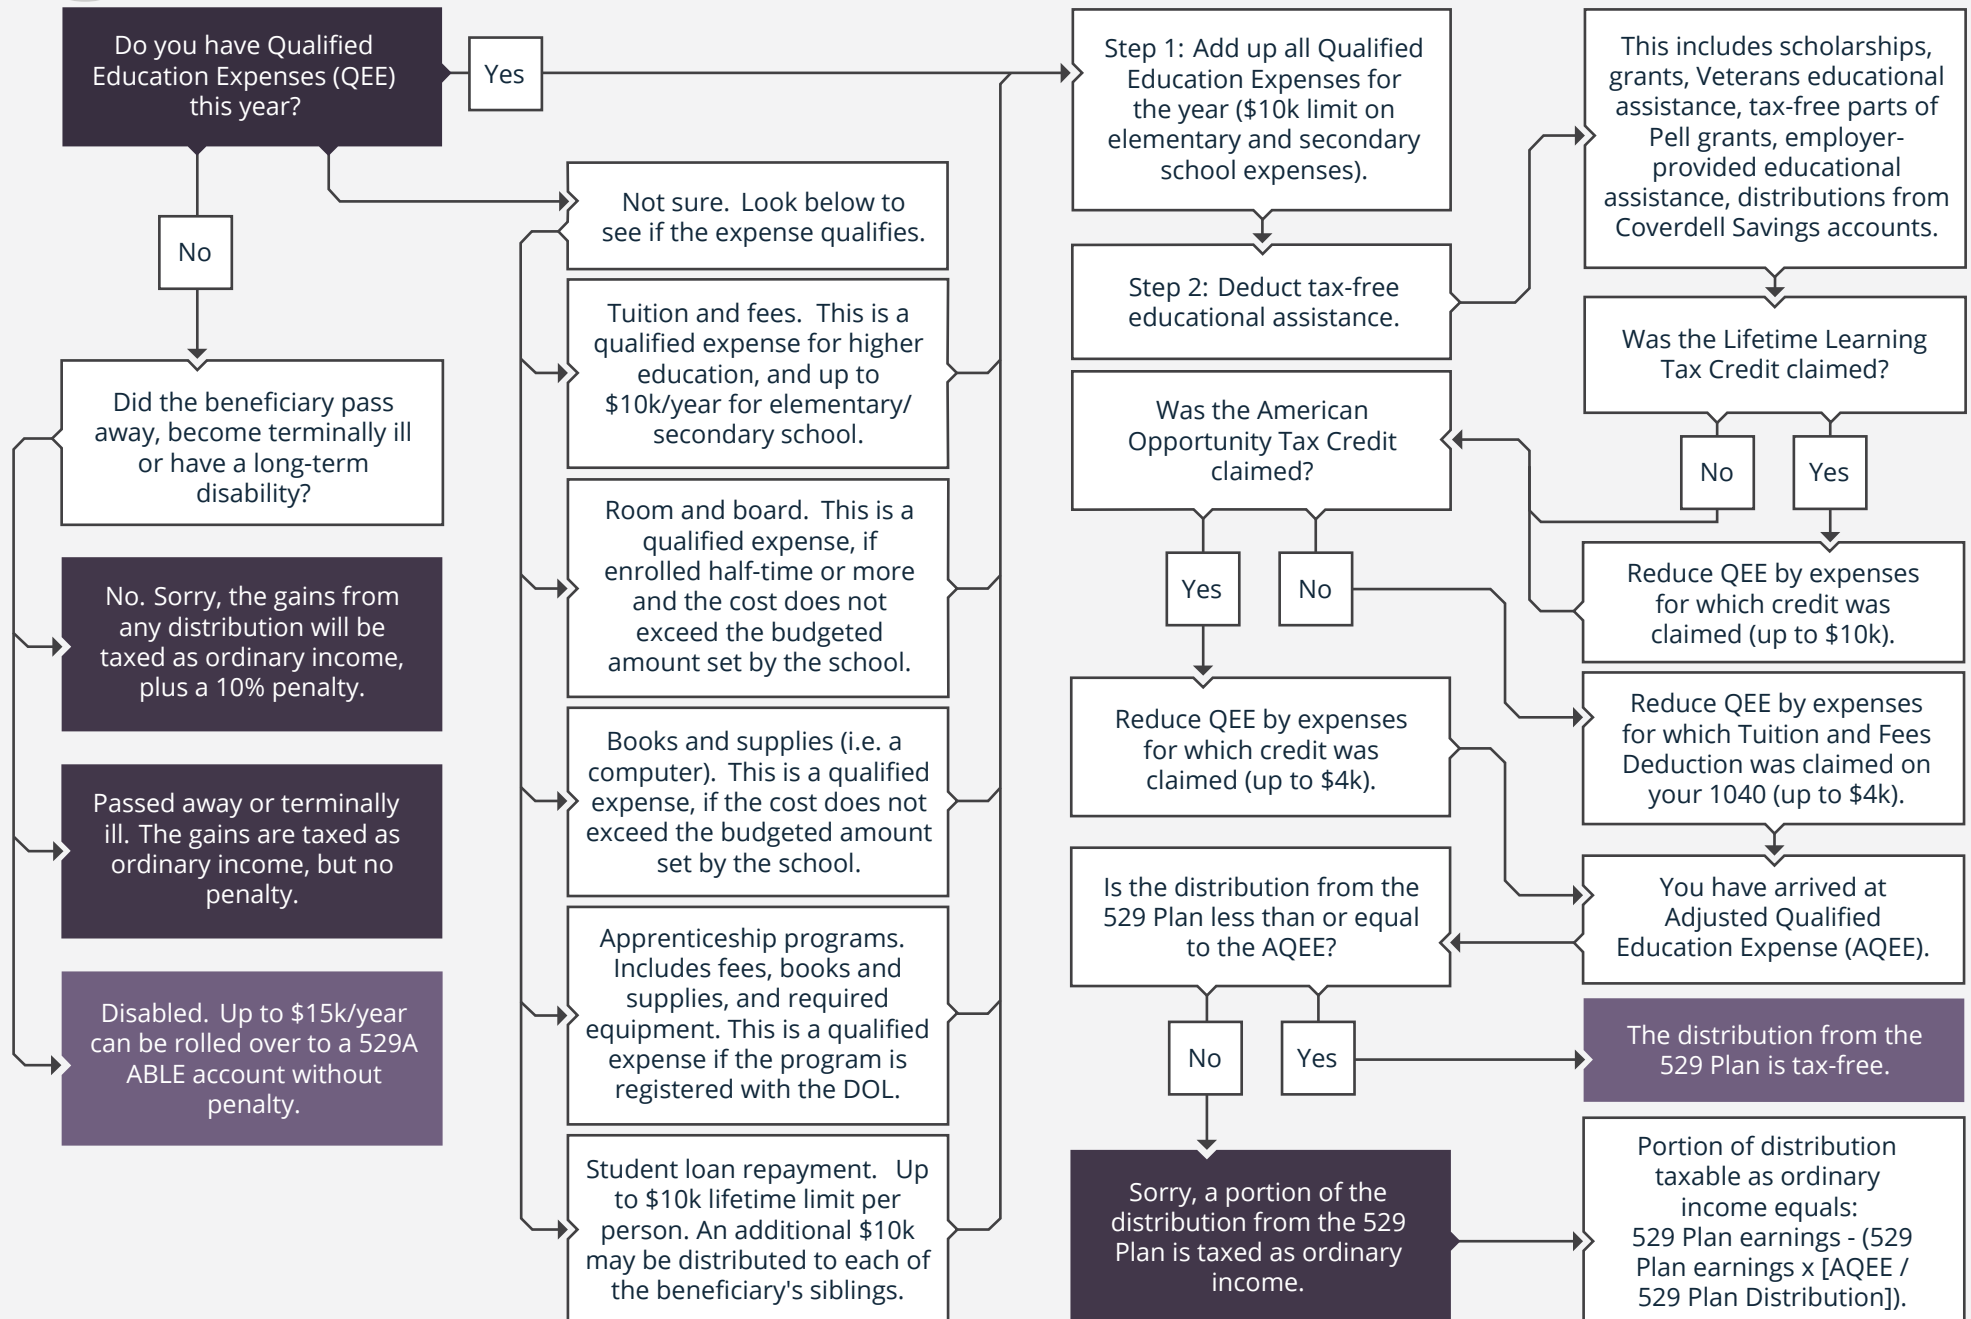 Do you have Qualified
Education Expenses (QEE)
this year?
Yes
No
Not sure. Look below to
see if the expense qualifies.
Did the beneficiary pass
away, become terminally ill
or have a long-term
disability?
No. Sorry, the gains from
any distribution will be
taxed as ordinary income,
plus a 10% penalty.
Passed away or terminally
ill. The gains are taxed as
ordinary income, but no
penalty.
Disabled. Up to $15k/year
can be rolled over to a 529A
ABLE account without
penalty.
Tuition and fees. This is a
qualified expense for higher
education, and up to
$10k/year for elementary/
secondary school.
Room and board. This is a
qualified expense, if
enrolled half-time or more
and the cost does not
exceed the budgeted
amount set by the school.
Books and supplies (i.e. a
computer). This is a qualified
expense, if the cost does not
exceed the budgeted amount
set by the school.
Apprenticeship programs.
Includes fees, books and
supplies, and required
equipment. This is a qualified
expense if the program is
registered with the DOL.
Student loan repayment. Up
to $10k lifetime limit per
person. An additional $10k
may be distributed to each of
the beneficiary's siblings.
Step 1: Add up all Qualified
Education Expenses for
the year ($10k limit on
elementary and secondary
school expenses).
Step 2: Deduct tax-free
educational assistance.
This includes scholarships,
grants, Veterans educational
assistance, tax-free parts of
Pell grants, employer-
provided educational
assistance, distributions from
Coverdell Savings accounts.
Was the Lifetime Learning
Tax Credit claimed?
No
Yes
Reduce QEE by expenses
for which credit was
claimed (up to $10k).
Was the American
Opportunity Tax Credit
claimed?
Yes
No
Reduce QEE by expenses
for which credit was
claimed (up to $4k).
Reduce QEE by expenses
for which Tuition and Fees
Deduction was claimed on
your 1040 (up to $4k).
You have arrived at
Adjusted Qualified
Education Expense (AQEE).
Is the distribution from the
529 Plan less than or equal
to the AQEE?
No
Yes
The distribution from the
529 Plan is tax-free.
Sorry, a portion of the
distribution from the 529
Plan is taxed as ordinary
income.
Portion of distribution
taxable as ordinary
income equals:
529 Plan earnings - (529
Plan earnings x [AQEE /
529 Plan Distribution]).